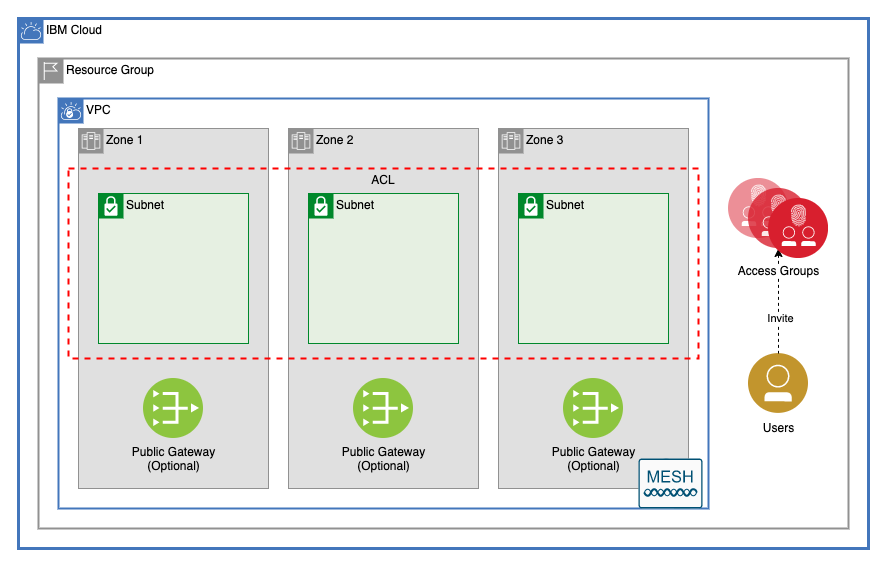 IBM Cloud
Resource Group
VPC
Zone 1
Zone 2
Zone 3
ACL
Subnet
Subnet
Subnet
Access Groups
Invite
Users
Public Gateway
(Optional)
Public Gateway
(Optional)
Public Gateway
(Optional)
MESH